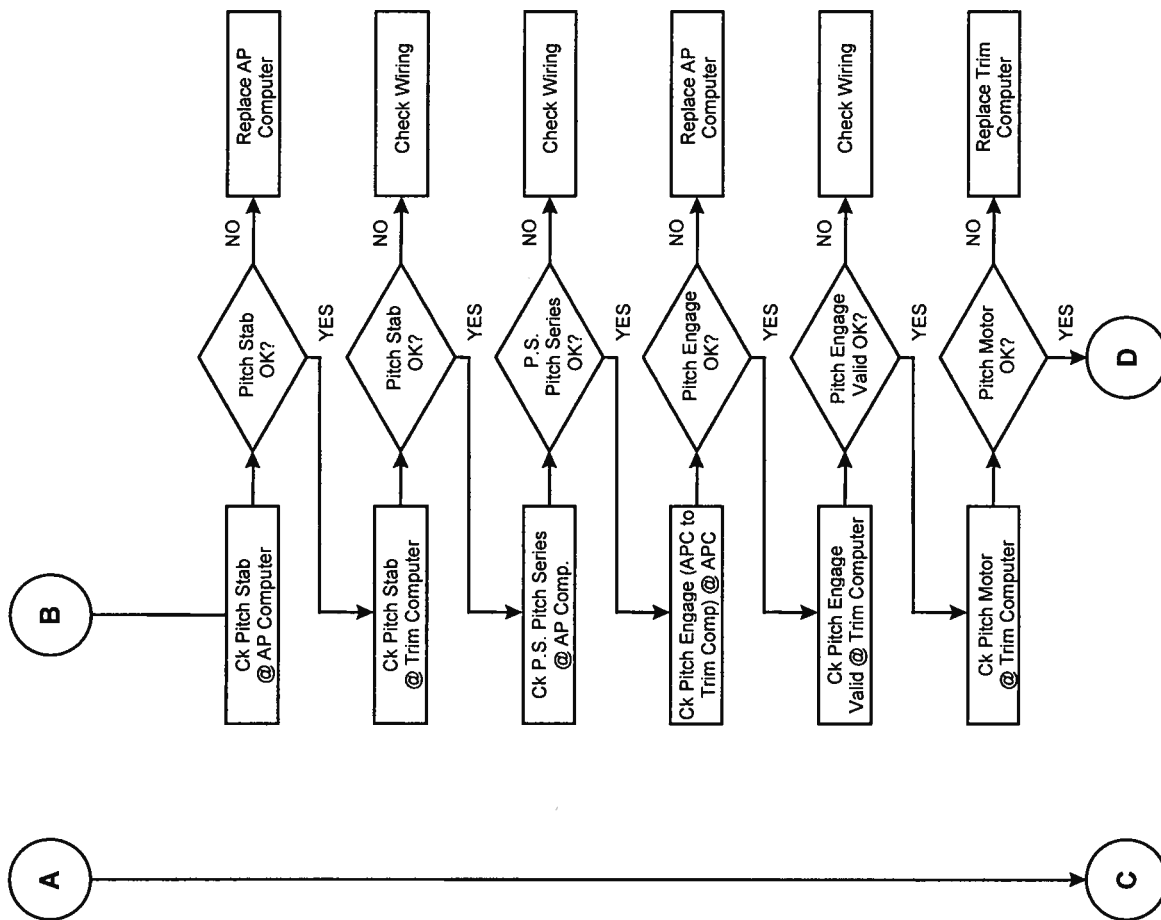 A
B
Ck Pitch Stab
@ AP Computer
Pitch Stab
OK?
NO
Replace AP
Computer
YES
Ck Pitch Stab
@ Trim Computer
Pitch Stab
OK?
NO
Check Wiring
YES
Ck P.S. Pitch Series
@ AP Comp.
P.S.
Pitch Series
OK?
NO
Check Wiring
YES
Ck Pitch Engage (APC to
Trim Comp) @ APC
Pitch Engage
OK?
NO
Replace AP
Computer
YES
Ck Pitch Engage
Valid @ Trim Computer
Pitch Engage
Valid OK?
NO
Check Wiring
YES
Ck Pitch Motor
@ Trim Computer
Pitch Motor
OK?
NO
Replace Trim
Computer
YES
C
D